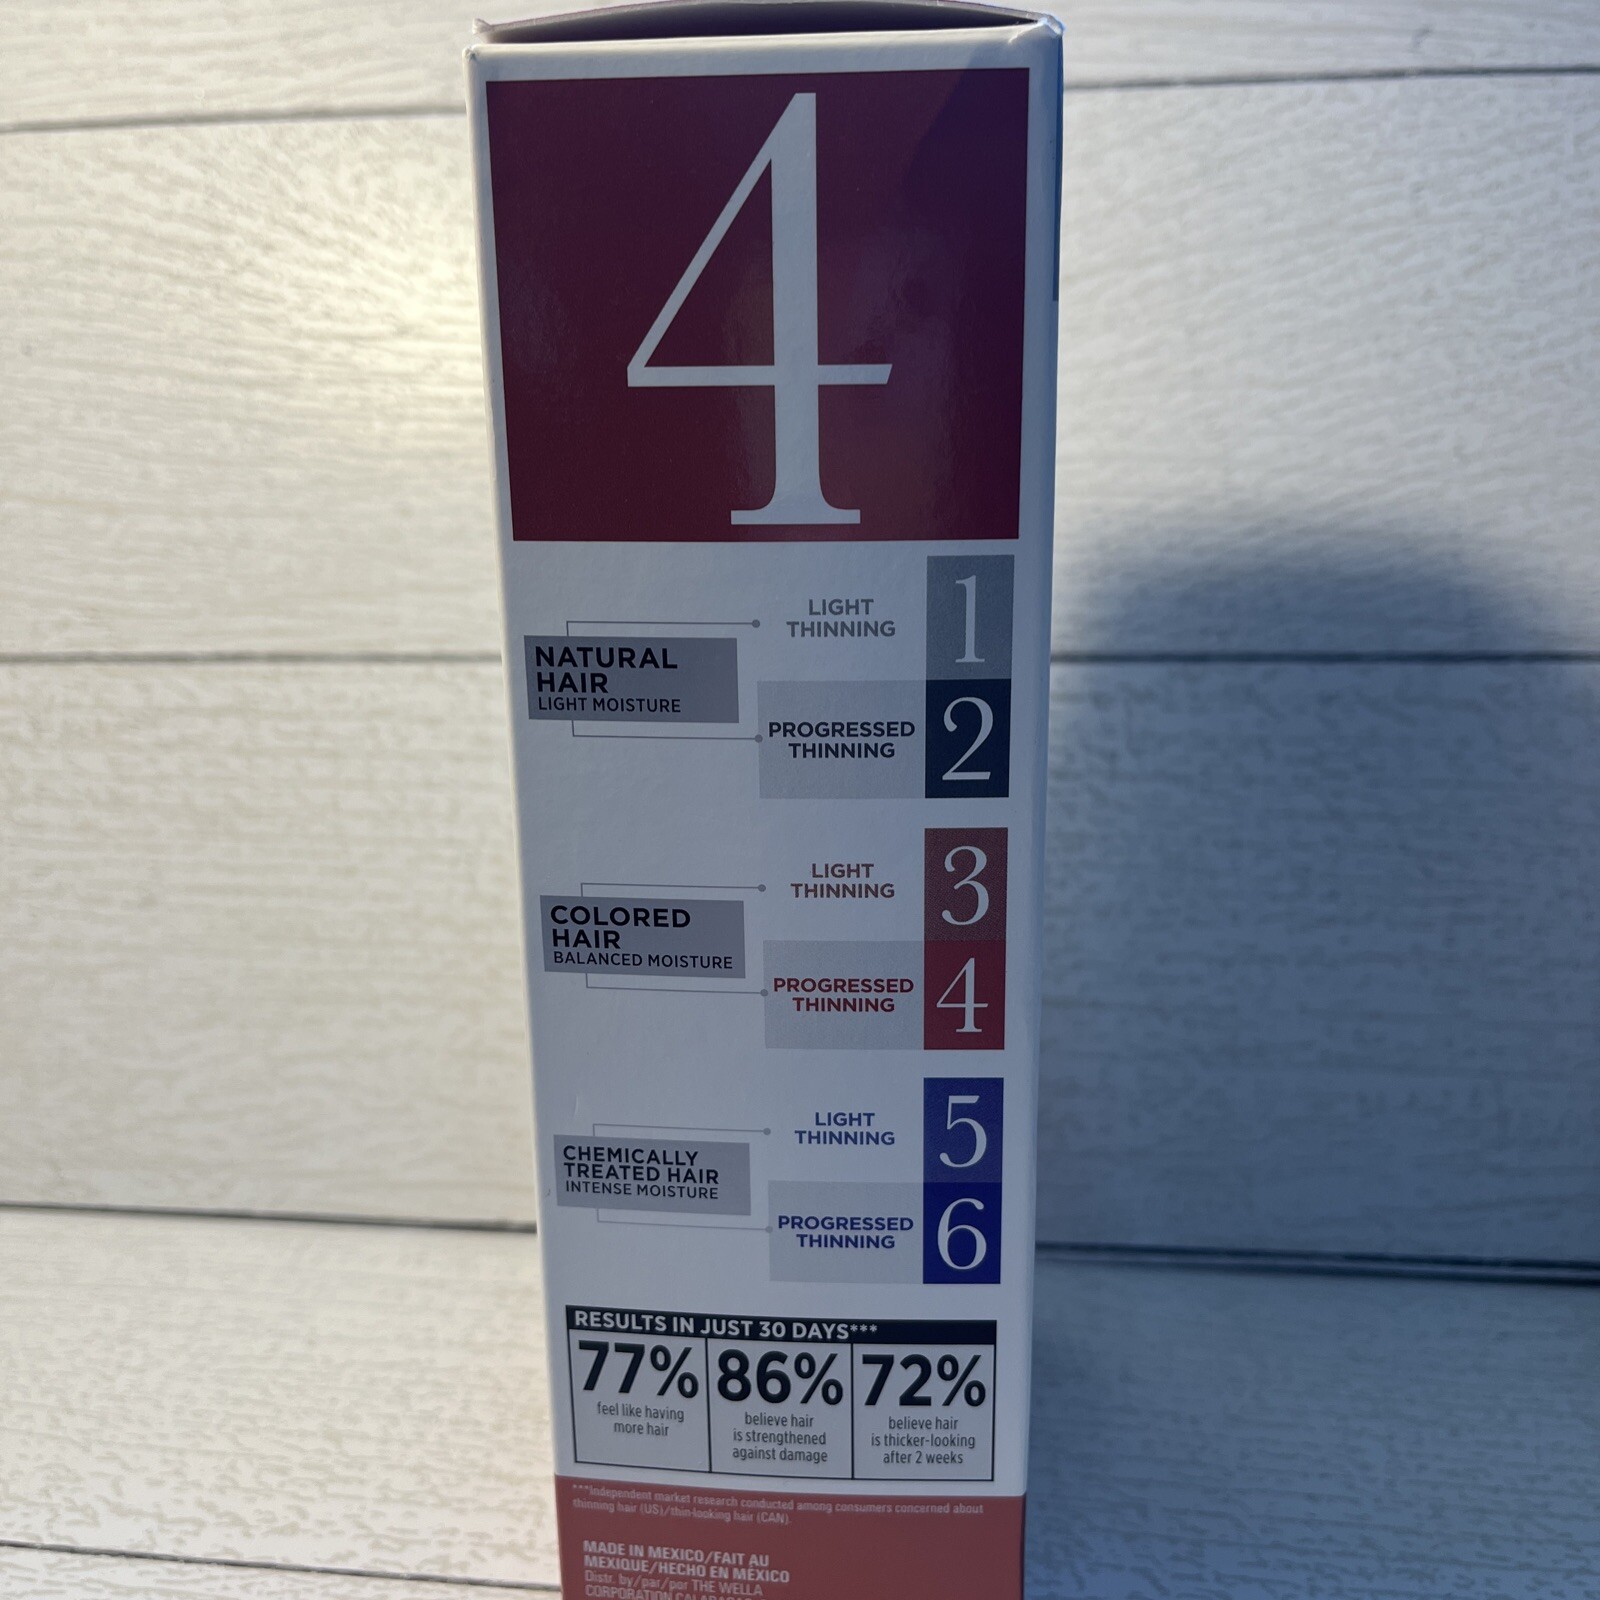 4
LIGHT
THINNING
1
NATURAL
HAIR
LIGHT MOISTURE
PROGRESSED
THINNING
2
LIGHT
THINNING
3
COLORED
HAIR
BALANCED MOISTURE
PROGRESSED
THINNING
4
LIGHT
THINNING
5
CHEMICALLY
TREATED HAIR
INTENSE MOISTURE
PROGRESSED
THINNING
6
RESULTS IN JUST 30 DAYS***
77%
feel like having
more hair
86%
believe hair
is strengthened
against damage
72%
believe hair
is thicker-looking
after 2 weeks
***Independent market research conducted among consumers concerned about
thinning hair (US)/thin-looking hair (CAN).
MADE IN MEXICO/FAIT AU
MEXIQUE/HECHO EN MÉXICO
Distr. by/par/por THE WELLA
CORPORATION